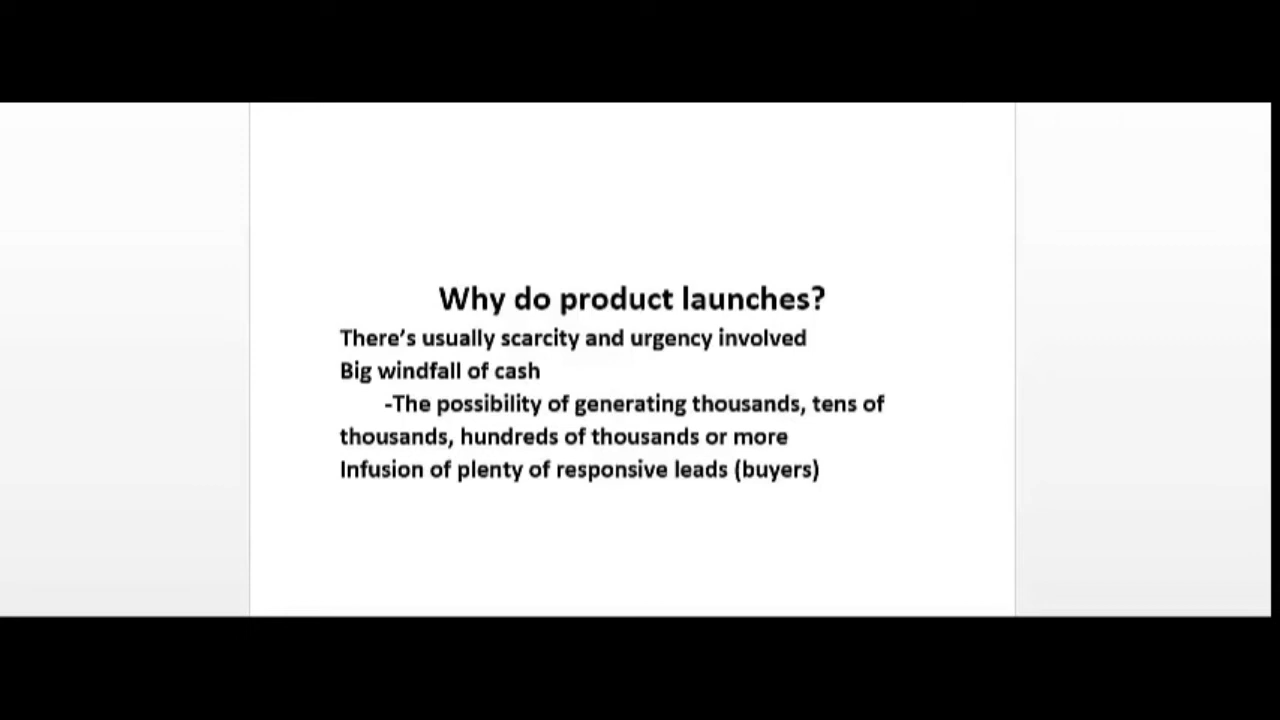 Why do product launches?
There’s usually scarcity and urgency involved
Big windfall of cash
-The possibility of generating thousands, tens of
thousands, hundreds of thousands or more
Infusion of plenty of responsive leads (buyers)